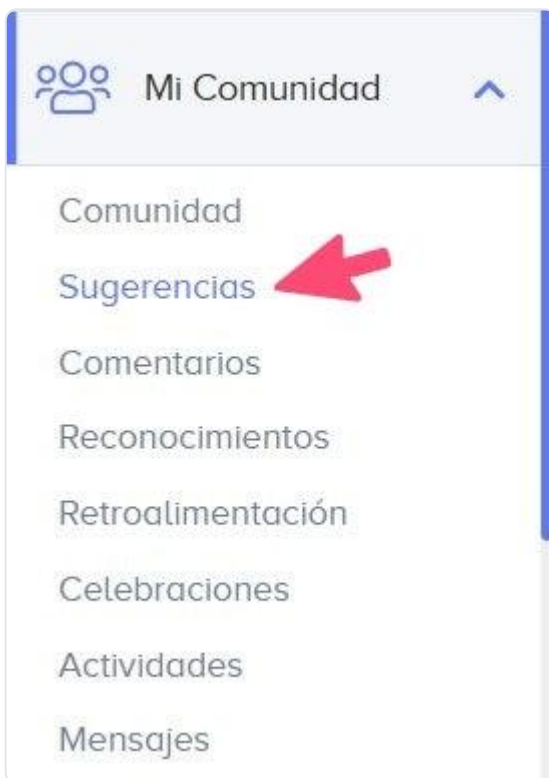 Mi Comunidad
Comunidad
Sugerencias
Comentarios
Reconocimientos
Retroalimentación
Celebraciones
Actividades
Mensajes